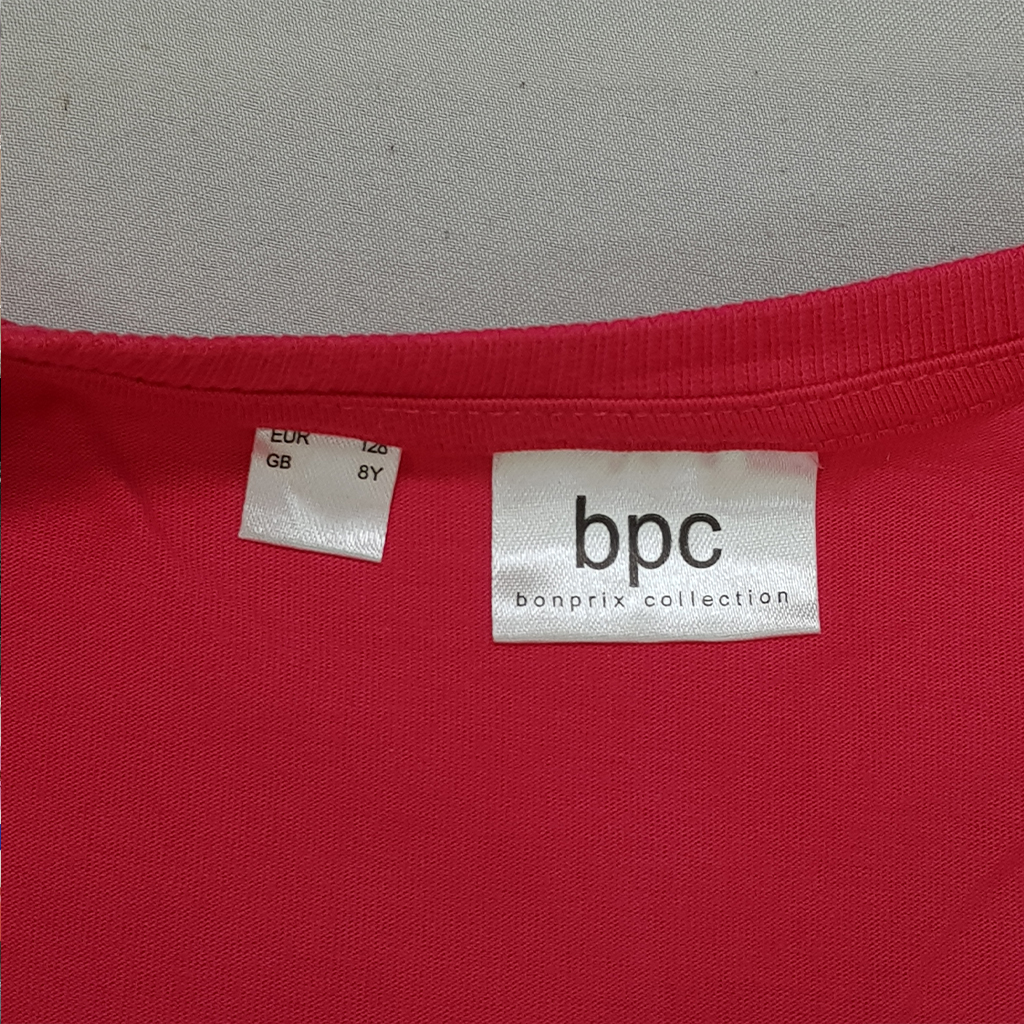 EUR 128
GB 8Y
bpc
bonprix collection